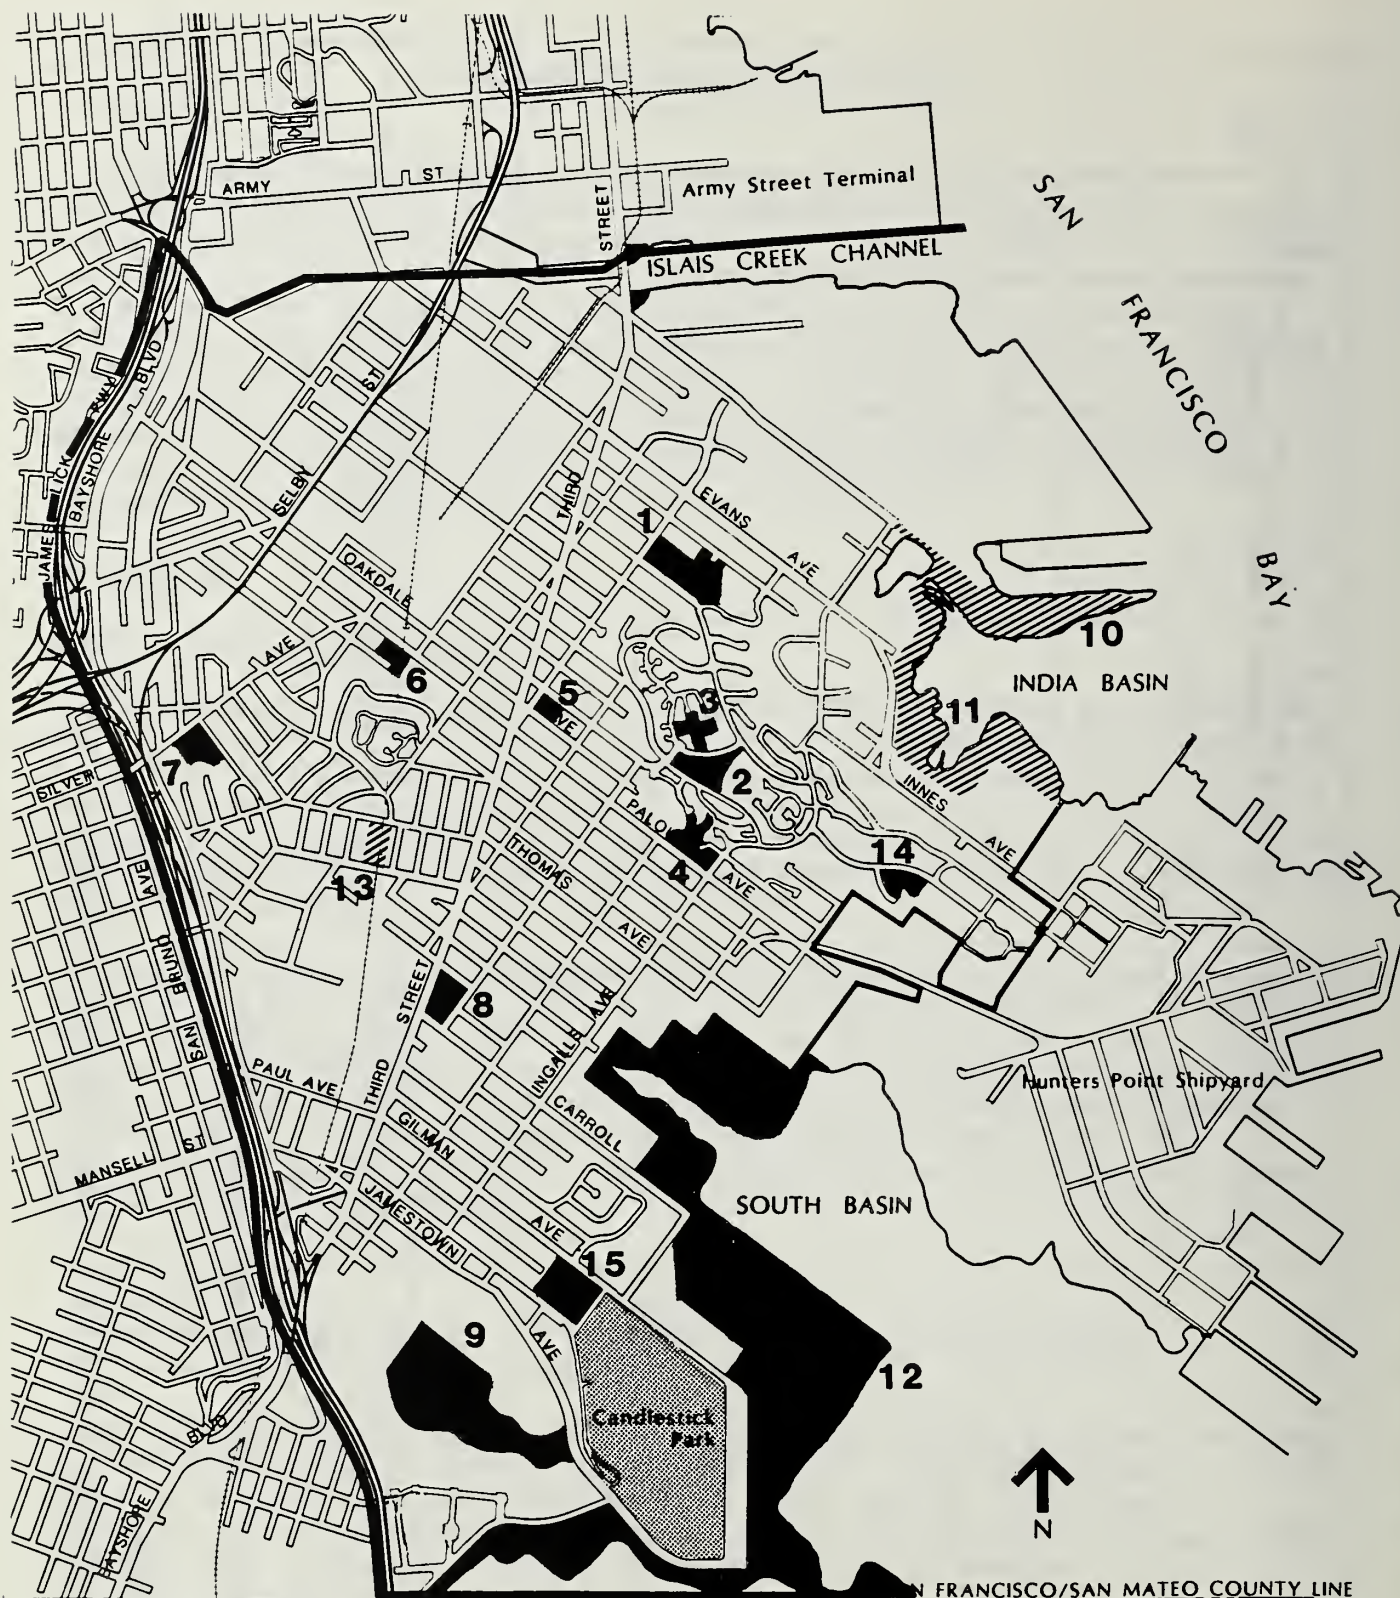 ARMY ST
STREET
Army Street Terminal
SAN FRANCISCO BAY
ISLAIS CREEK CHANNEL
JAMES LICK FRWY
BAYSHORE BLVD
SELBY ST
THIRD
EVANS AVE
1
OAKDALE AVE
6
5
AVE
3
2
10
INDIA BASIN
11
7
SILVER
INNES AVE
PALOU AVE
4
14
13
THOMAS AVE
SAN BRUNO AVE
THIRD STREET
8
INGALLS AVE
Hunters Point Shipyard
PAUL AVE
CARROLL
GILMAN AVE
MANSELL ST
SOUTH BASIN
JAMESTOWN AVE
15
9
12
Candlestick
Park
BAYSHORE BLVD
N
N FRANCISCO/SAN MATEO COUNTY LINE